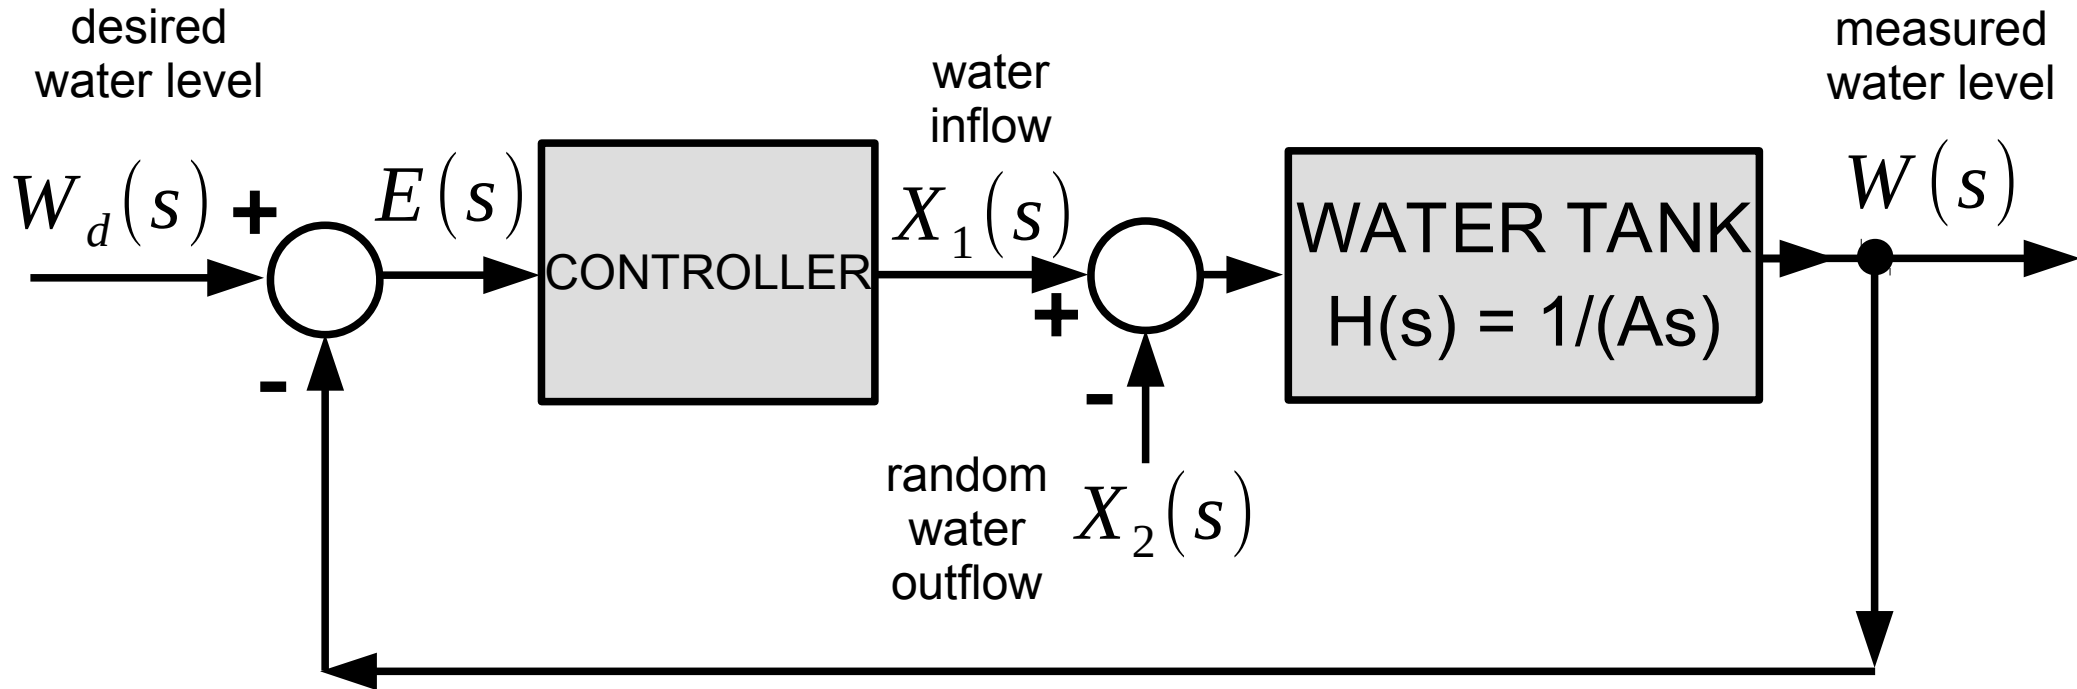 desired
water level
W_d(s)
+
-
E(s)
CONTROLLER
water
inflow
X_1(s)
+
-
random
water
outflow
X_2(s)
WATER TANK
H(s) = 1/(As)
measured
water level
W(s)